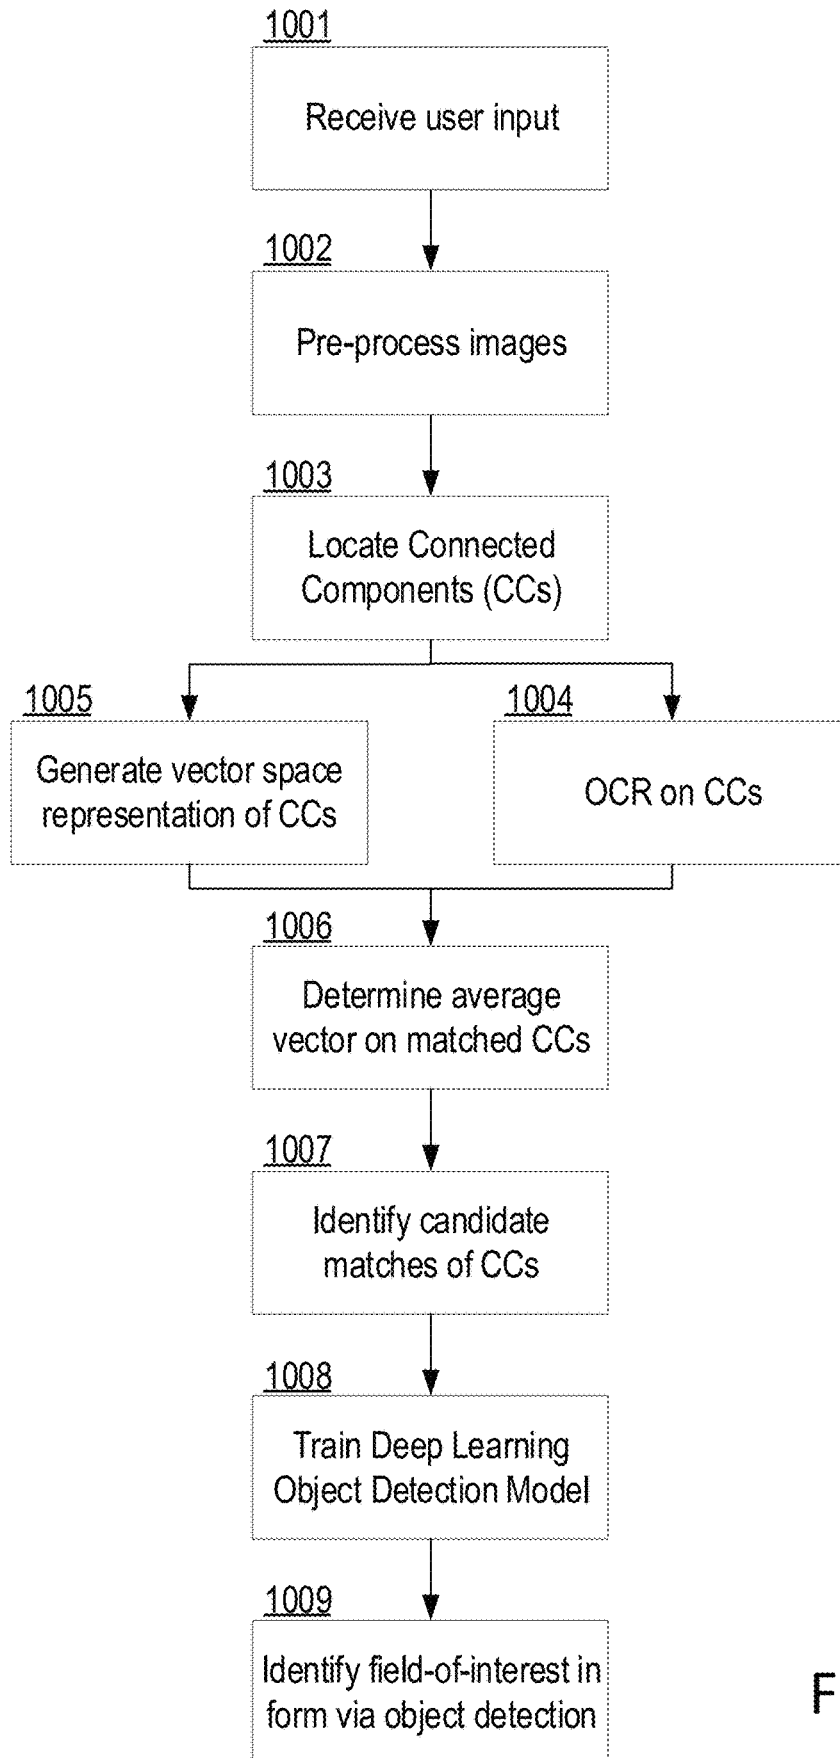 1001
Receive user input
1002
Pre-process images
1003
Locate Connected
Components (CCs)
1005
Generate vector space
representation of CCs
1004
OCR on CCs
1006
Determine average
vector on matched CCs
1007
Identify candidate
matches of CCs
1008
Train Deep Learning
Object Detection Model
1009
Identify field-of-interest in
form via object detection
F